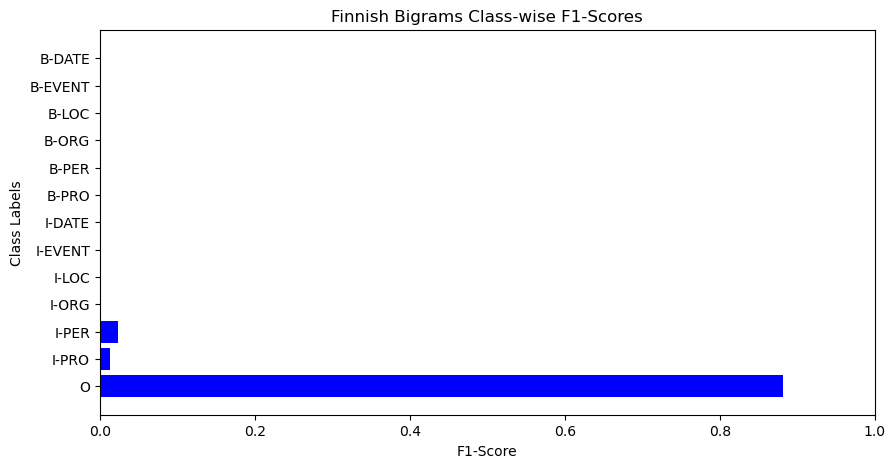 Finnish Bigrams Class-wise F1-Scores
Class Labels
B-DATE
B-EVENT
B-LOC
B-ORG
B-PER
B-PRO
I-DATE
I-EVENT
I-LOC
I-ORG
I-PER
I-PRO
O
0.0 0.2 0.4 0.6 0.8 1.0
F1-Score